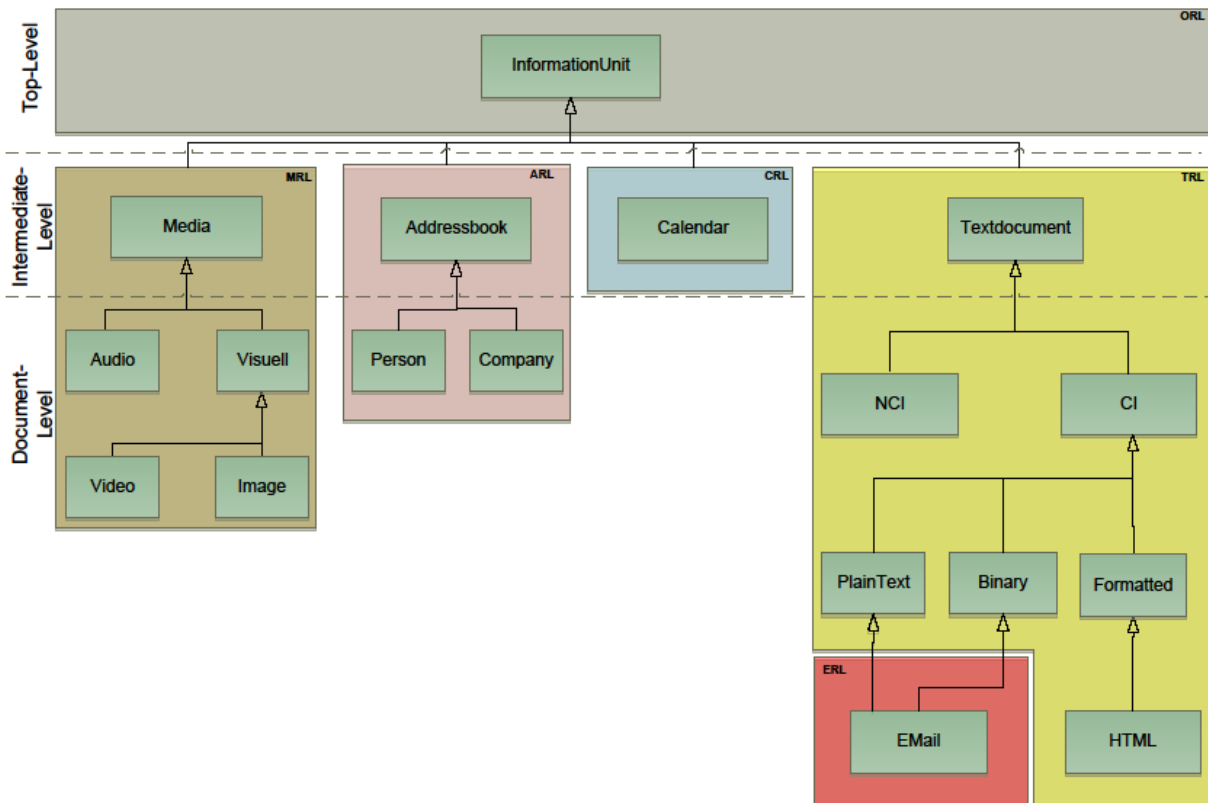 ORL
Top-Level
InformationUnit
Intermediate-
Level
MRL
ARL
CRL
TRL
Media
Addressbook
Calendar
Textdocument
Document-
Level
Audio
Visuell
Person
Company
NCI
CI
Video
Image
PlainText
Binary
Formatted
ERL
EMail
HTML